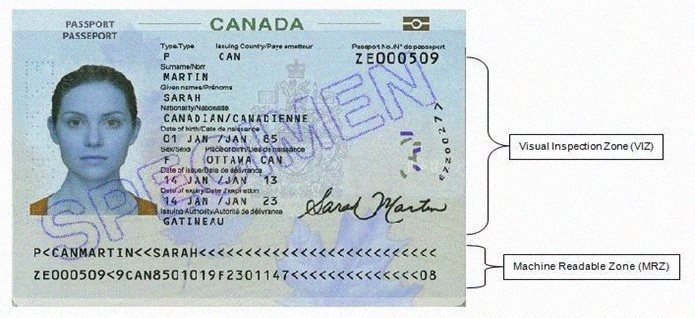 PASSPORT
PASSEPORT
CANADA
Type/Type Issuing Country/Pays émetteur Passport No./N° de passeport
P CAN ZE000509
Surname/Nom
MARTIN
Given names/Prénoms
SARAH
Nationality/Nationalité
CANADIAN/CANADIENNE
Date of birth/Date de naissance
01 JAN /JAN 85
Sex/Sexe Place of birth/Lieu de naissance
F OTTAWA CAN
Date of issue/Date de délivrance
14 JAN /JAN 13
Date of expiry/Date d'expiration
14 JAN /JAN 23
Issuing Authority/Autorité de délivrance
GATINEAU
Sarah Martin
SPECIMEN
P<CANMARTIN<<SARAH<<<<<<<<<<<<<<<<<<<<<<<<<<
ZE000509<9CAN8501019F2301147<<<<<<<<<<<<<<08
Visual Inspection Zone (VIZ)
Machine Readable Zone (MRZ)